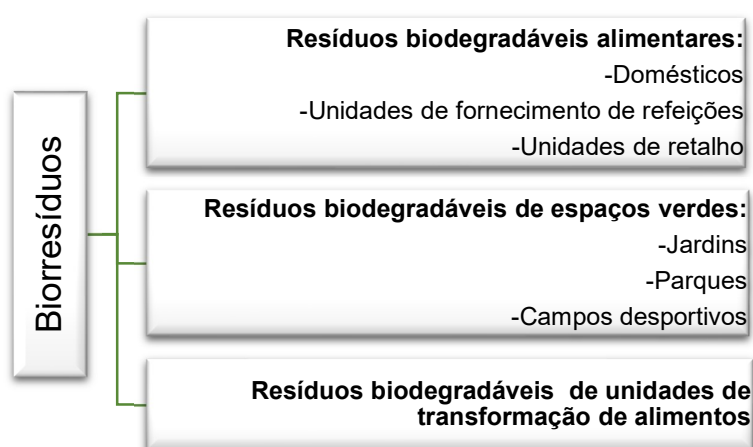 Biorresíduos
Resíduos biodegradáveis alimentares:
-Domésticos
-Unidades de fornecimento de refeições
-Unidades de retalho
Resíduos biodegradáveis de espaços verdes:
-Jardins
-Parques
-Campos desportivos
Resíduos biodegradáveis de unidades de
transformação de alimentos